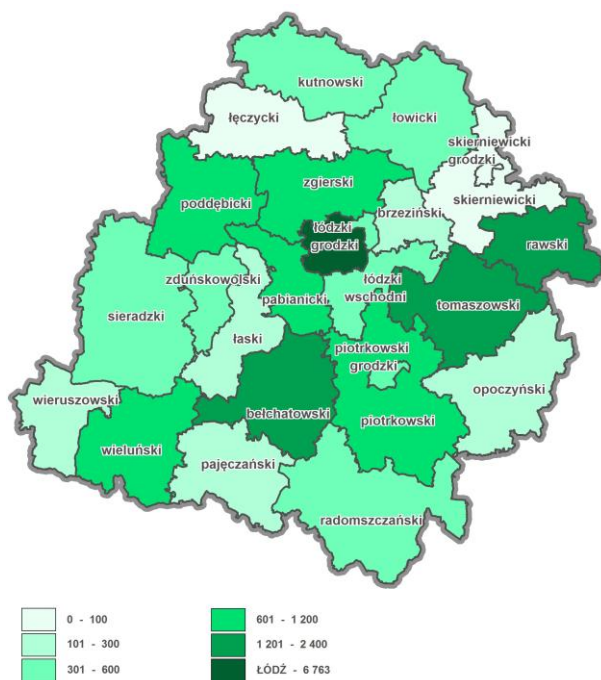 kutnowski
łęczycki
łowicki
skierniewicki
grodzki
zgierski
poddębicki
brzeziński
skierniewicki
łódzki
grodzki
rawski
zduńskowolski
łódzki
wschodni
pabianicki
tomaszowski
sieradzki
łaski
piotrkowski
grodzki
wieruszowski
opoczyński
bełchatowski
piotrkowski
wieluński
pajęczański
radomszczański
0 - 100
101 - 300
301 - 600
601 - 1 200
1 201 - 2 400
ŁÓDŹ - 6 763